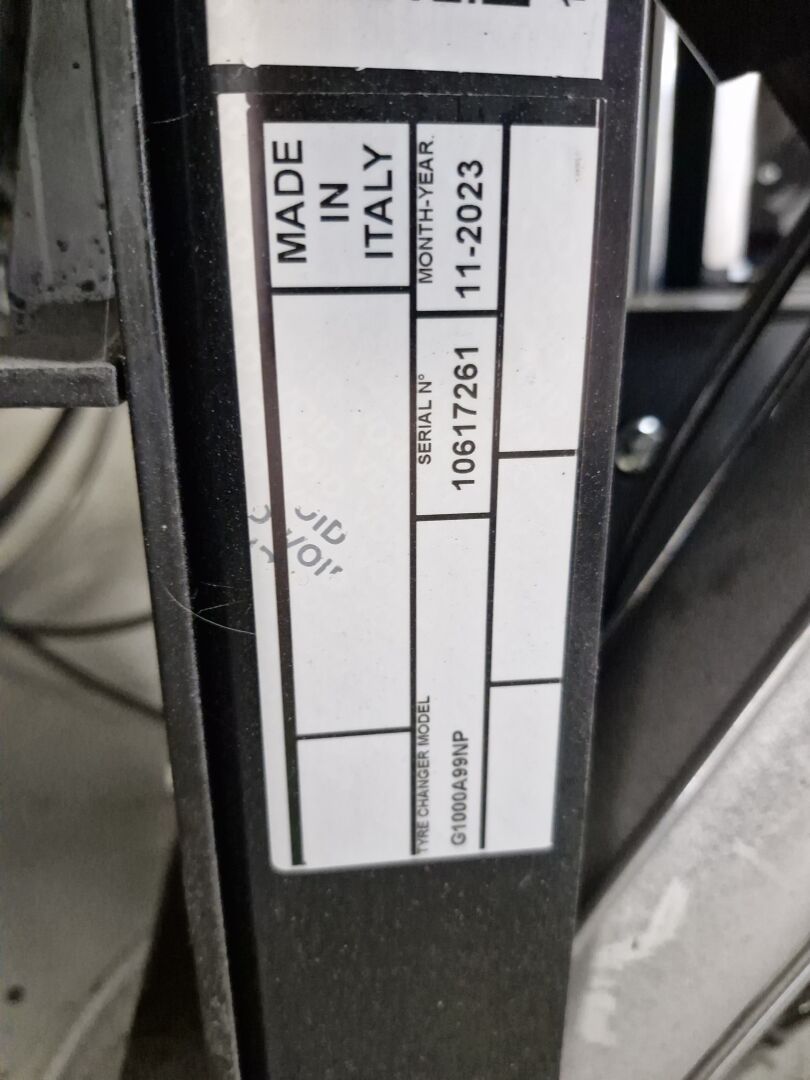 MADE
IN
ITALY
TYRE CHANGER MODEL
G1000A99NP
SERIAL N°
10617261
MONTH-YEAR
11-2023